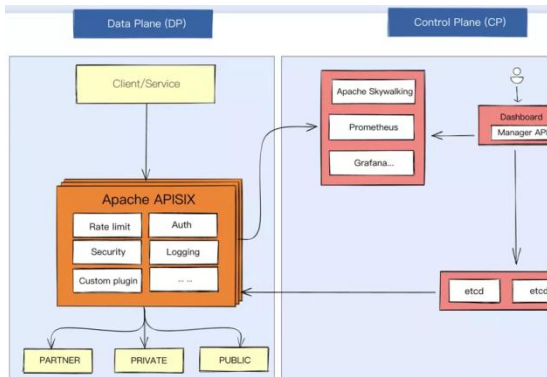 Data Plane (DP)
Control Plane (CP)
Client/Service
Apache APISIX
Rate limit
Auth
Security
Logging
Custom plugin
... ...
PARTNER
PRIVATE
PUBLIC
Apache Skywalking
Prometheus
Grafana...
Dashboard
Manager API
etcd
etcd